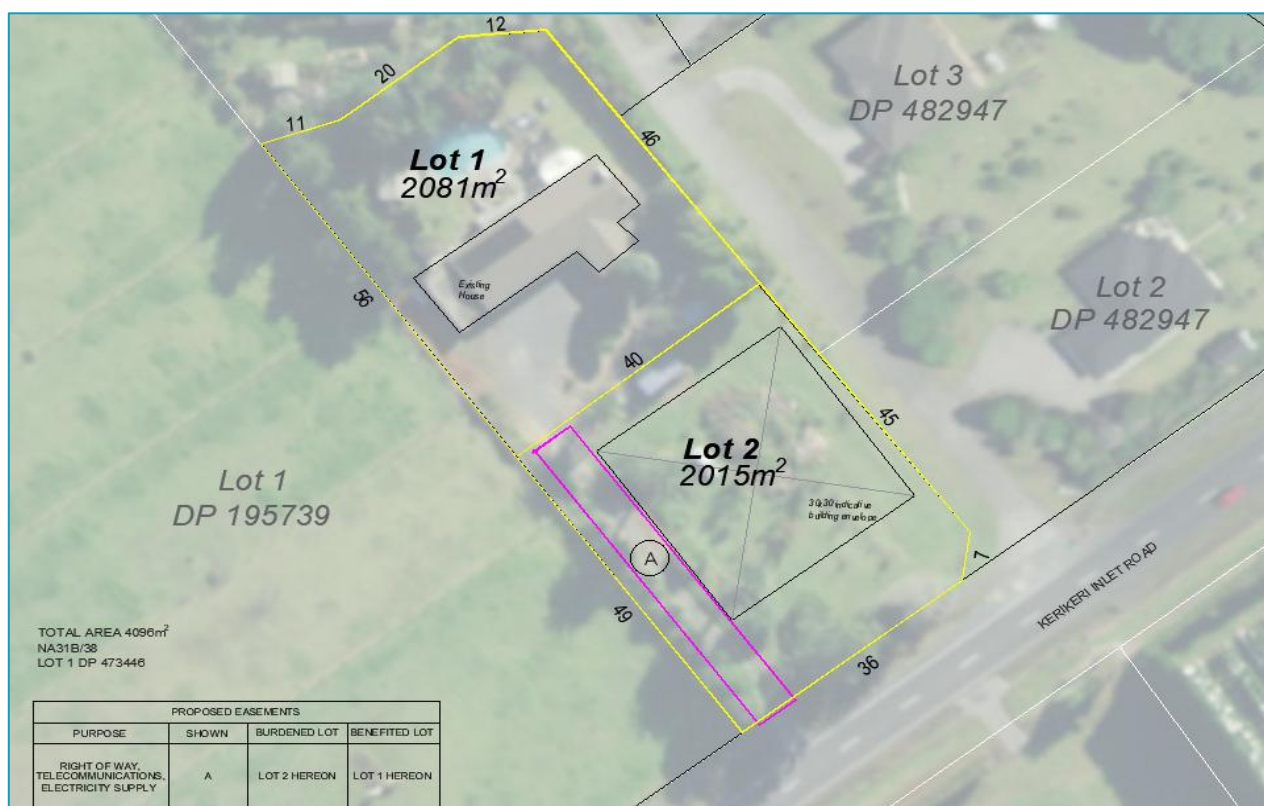 12
20
11
Lot 1
2081m²
46
Lot 3
DP 482947
Existing
House
56
40
Lot 2
DP 482947
45
Lot 2
2015m²
30x30 indicative
building envelope
Lot 1
DP 195739
A
49
7
36
KERIKERI INLET ROAD
TOTAL AREA 4096m²
NA31B/38
LOT 1 DP 473446
PROPOSED EASEMENTS
PURPOSE SHOWN BURDENED LOT BENEFITED LOT
RIGHT OF WAY,
TELECOMMUNICATIONS,
ELECTRICITY SUPPLY
A LOT 2 HEREON LOT 1 HEREON